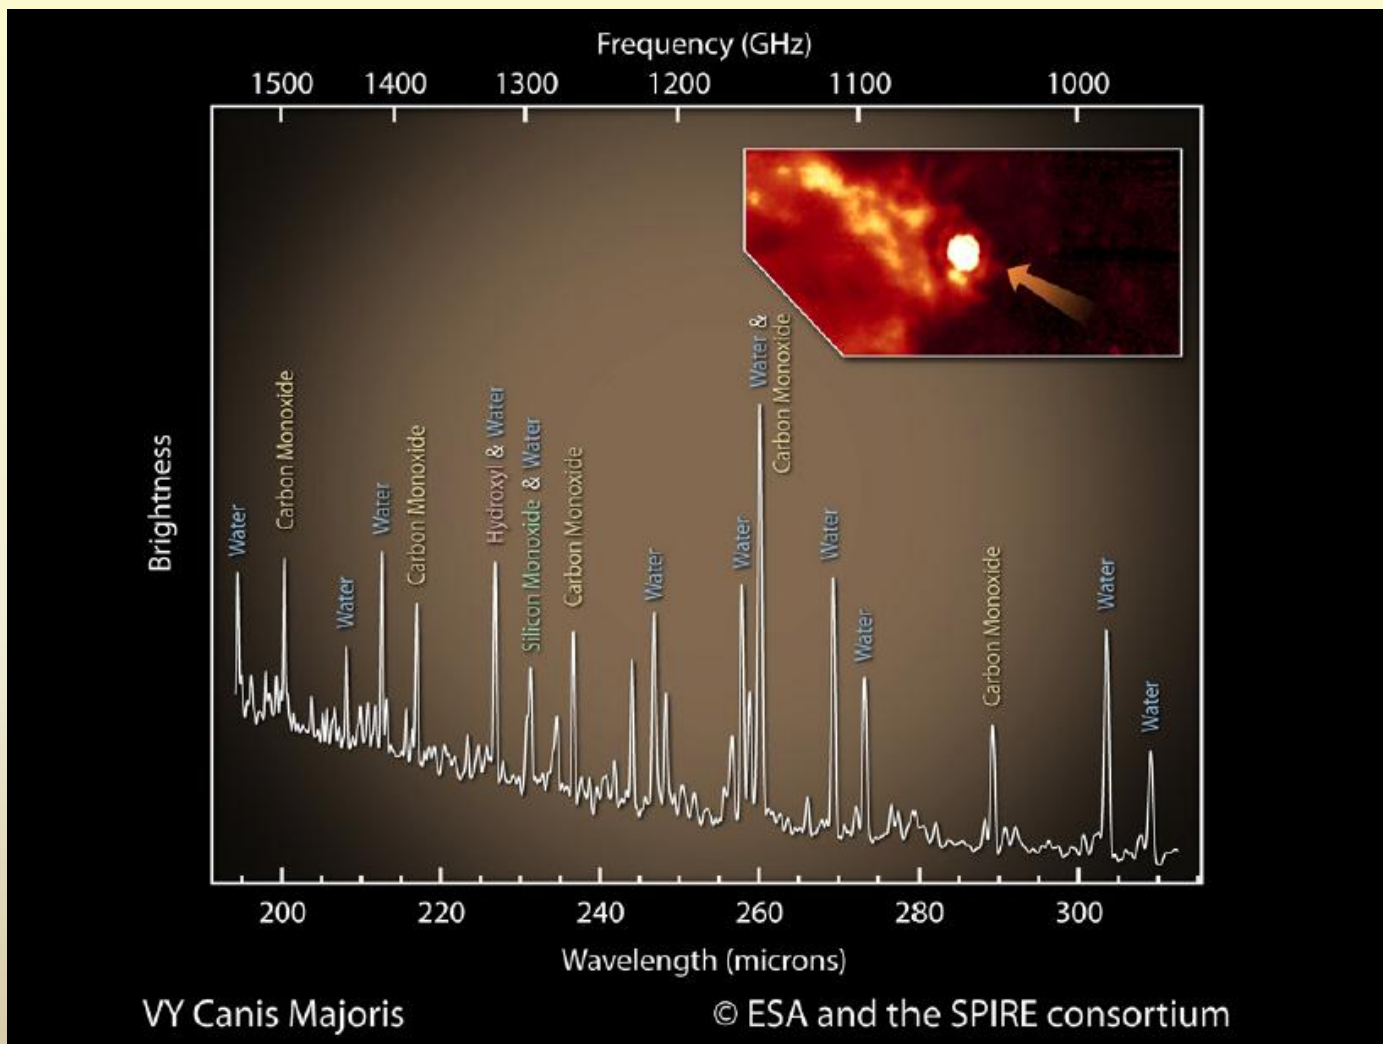 Frequency (GHz)
1500 1400 1300 1200 1100 1000
Brightness
Water
Carbon Monoxide
Water
Water
Carbon Monoxide
Hydroxyl & Water
Silicon Monoxide & Water
Carbon Monoxide
Water
Water
Water &
Carbon Monoxide
Water
Water
Carbon Monoxide
Water
Water
200 220 240 260 280 300
Wavelength (microns)
VY Canis Majoris © ESA and the SPIRE consortium